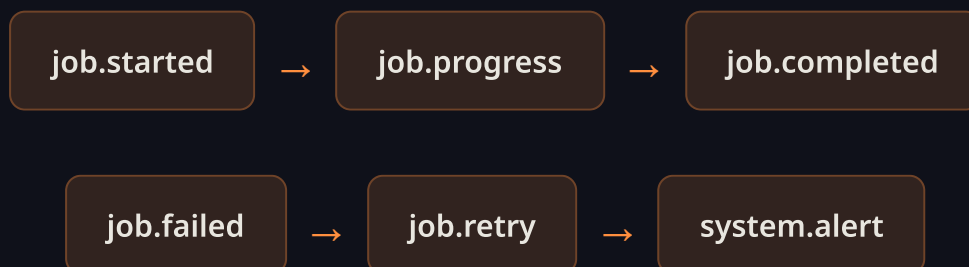 job.started → job.progress → job.completed
job.failed → job.retry → system.alert